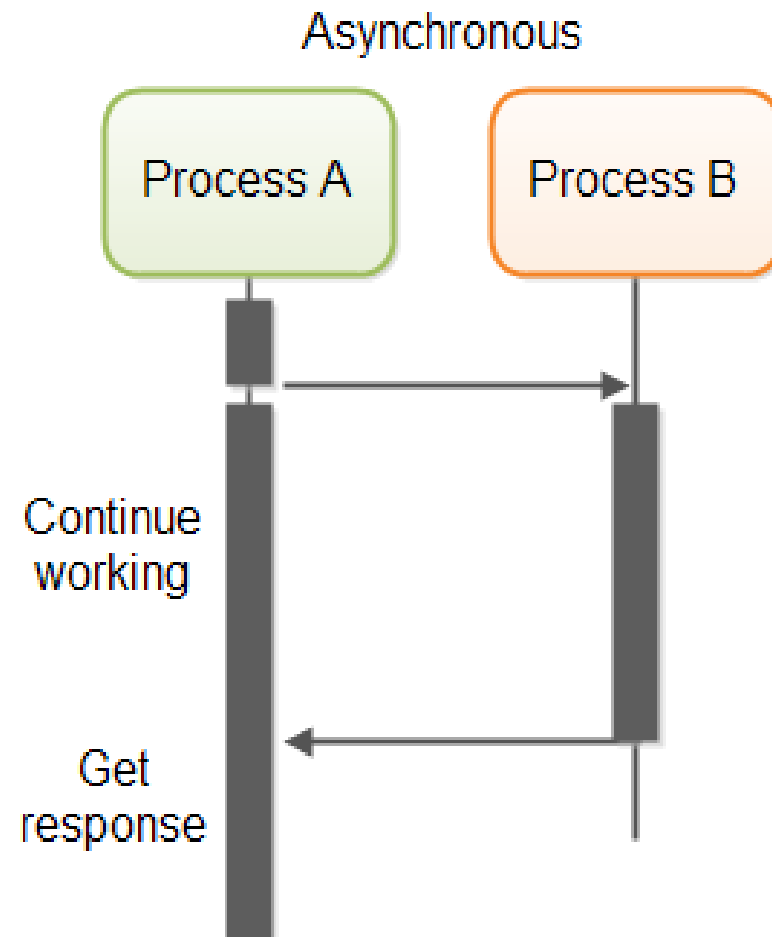 Asynchronous
Process A
Process B
Continue
working
Get
response